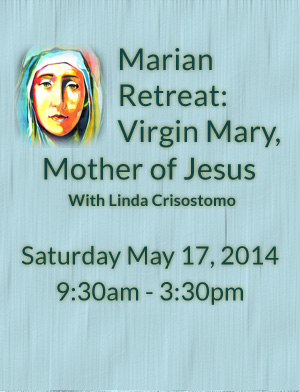 Marian
Retreat:
Virgin Mary,
Mother of Jesus
With Linda Crisostomo
Saturday May 17, 2014
9:30am - 3:30pm